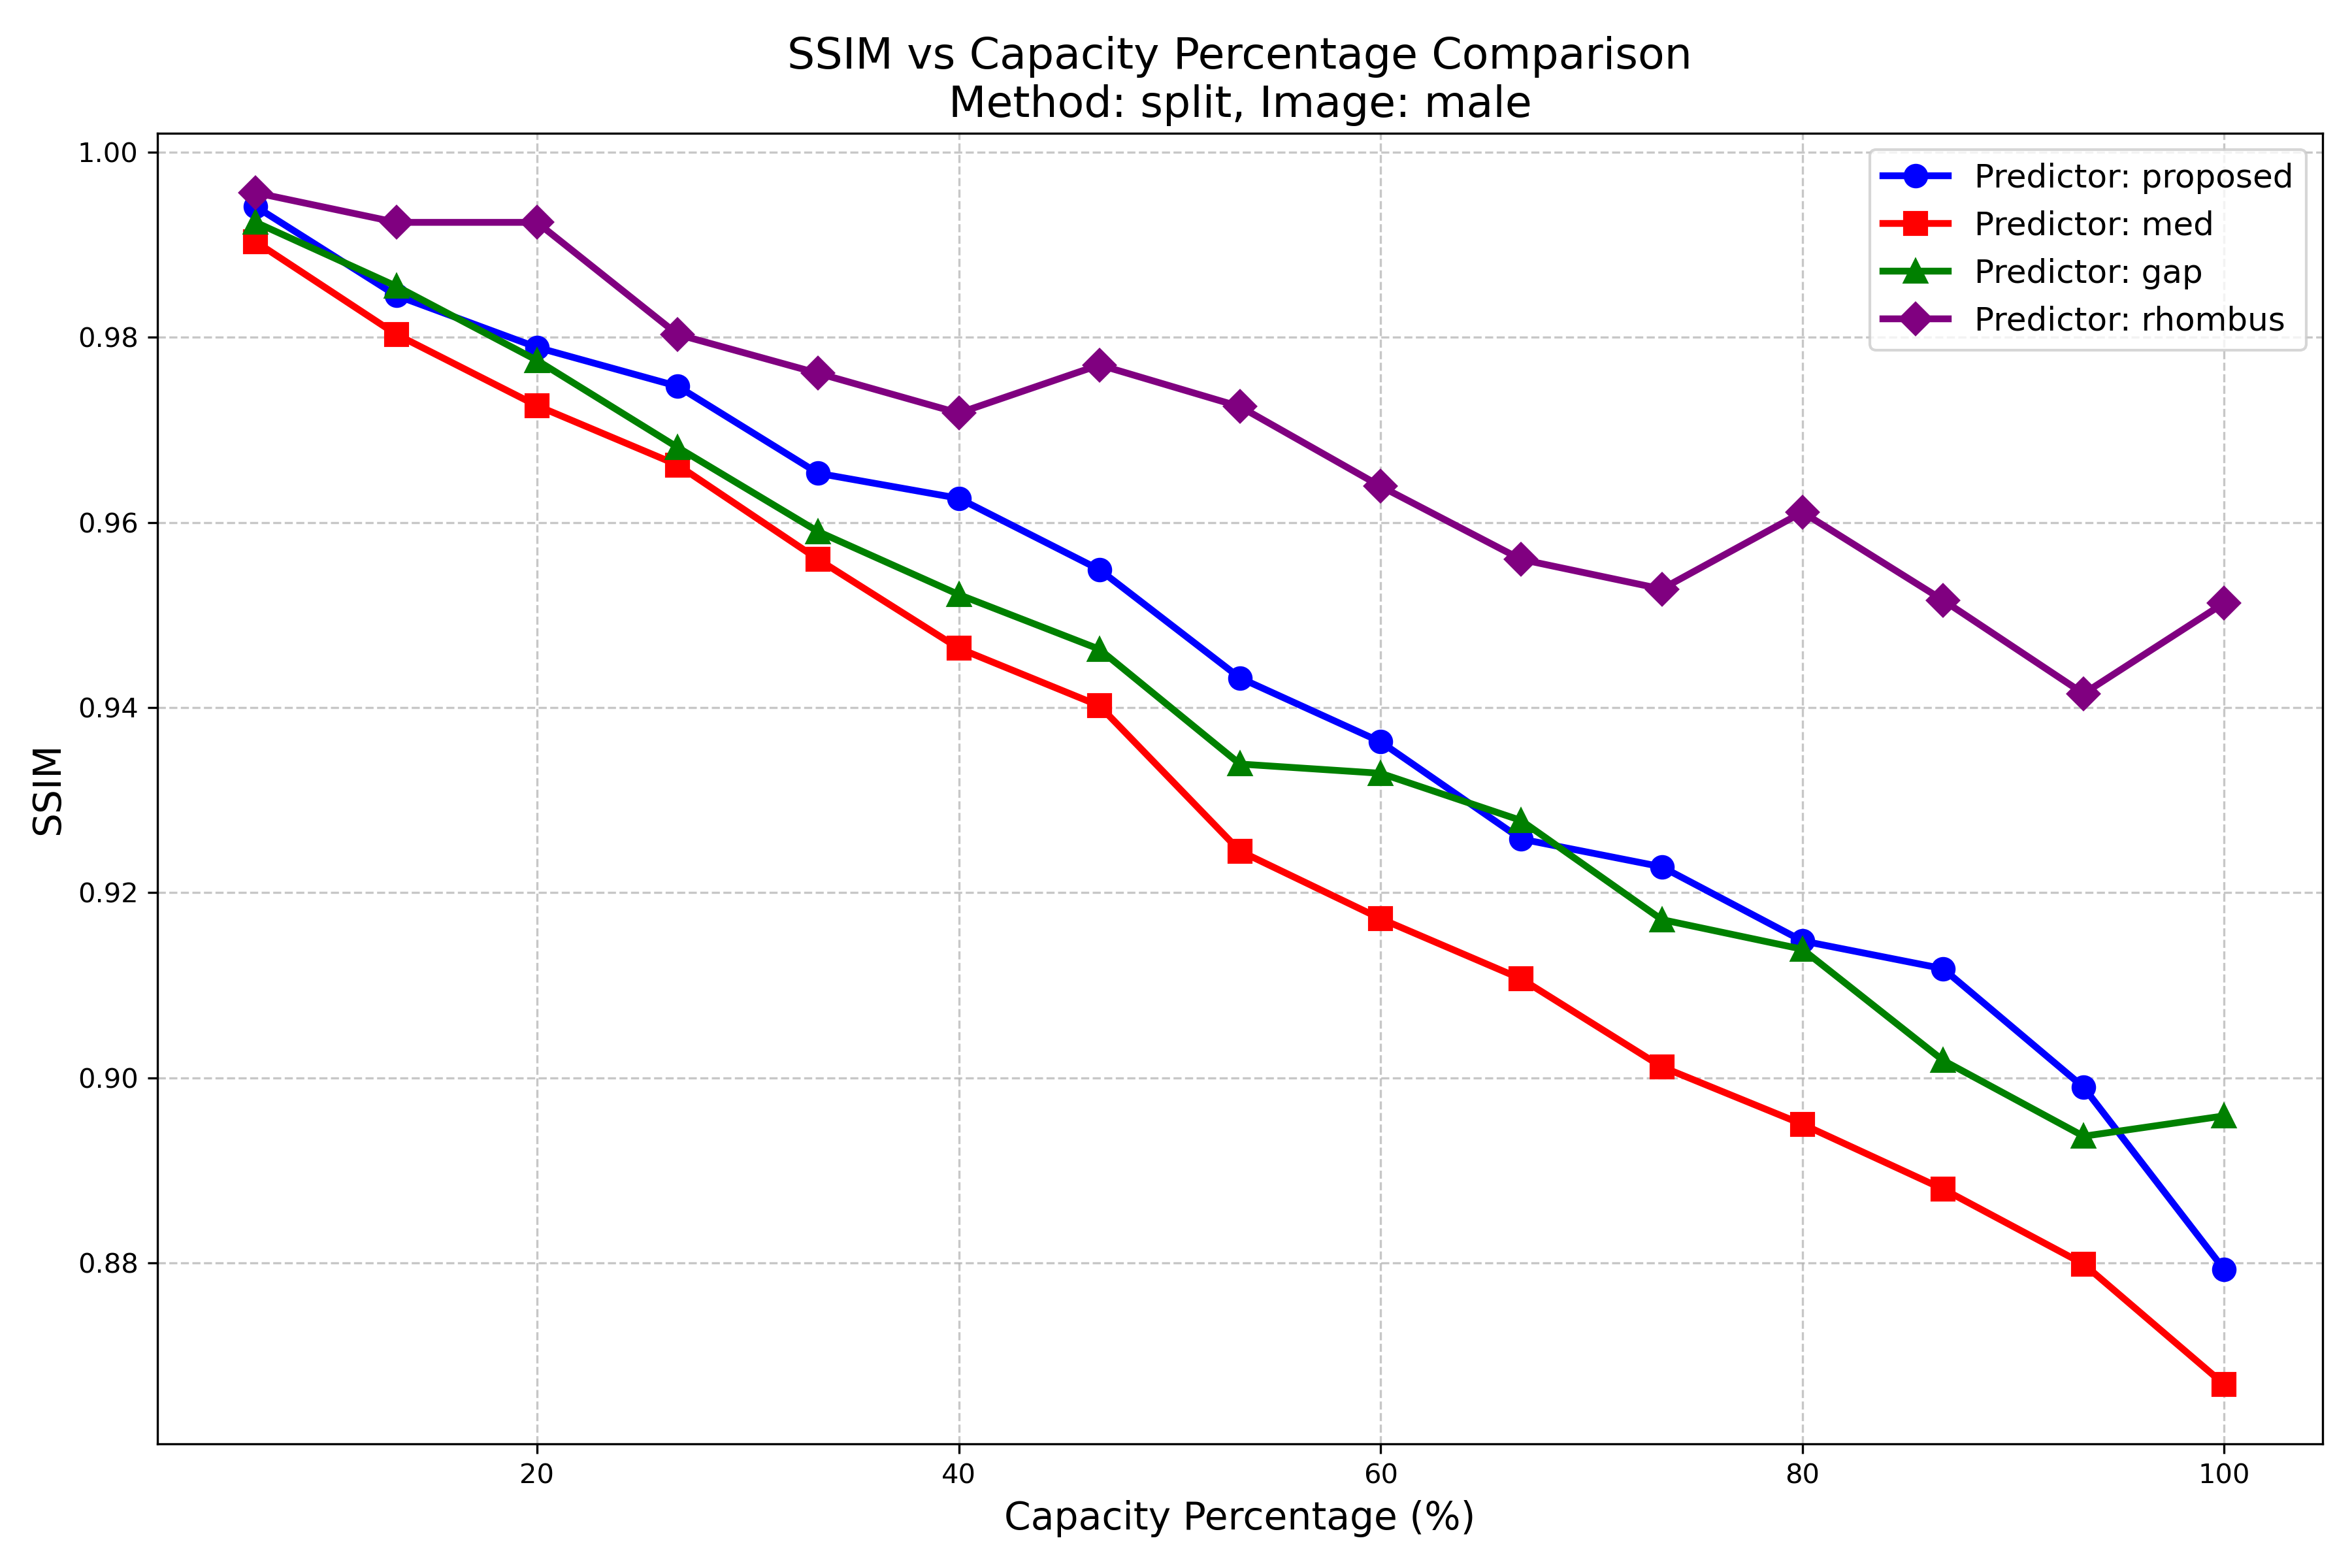 SSIM vs Capacity Percentage Comparison
Method: split, Image: male
Predictor: proposed
Predictor: med
Predictor: gap
Predictor: rhombus
1.00
0.98
0.96
0.94
0.92
0.90
0.88
SSIM
20 40 60 80 100
Capacity Percentage (%)